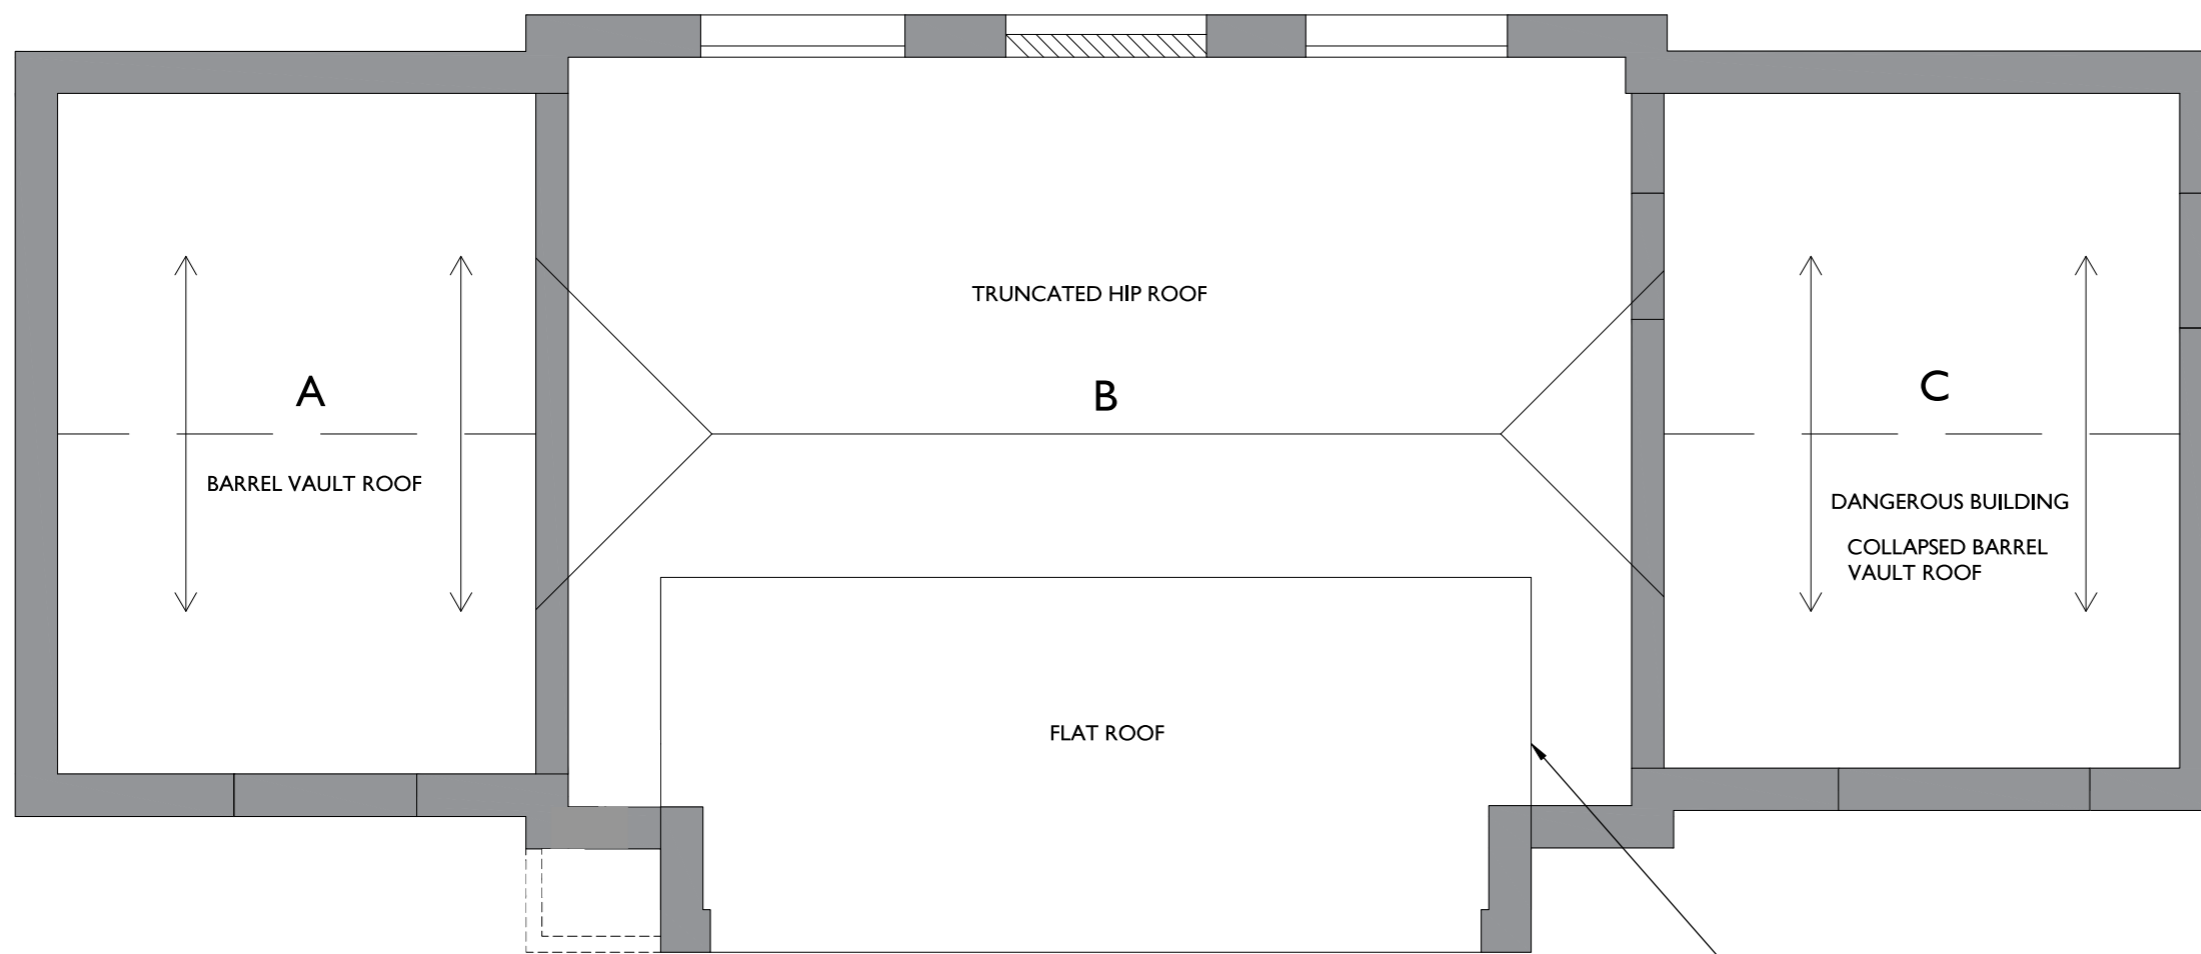 TRUNCATED HIP ROOF
A
B
C
BARREL VAULT ROOF
DANGEROUS BUILDING
COLLAPSED BARREL
VAULT ROOF
FLAT ROOF